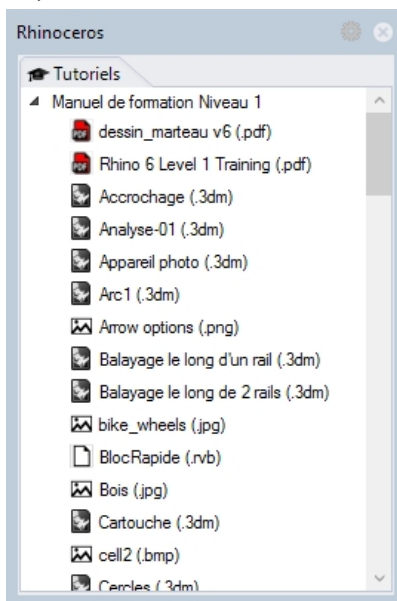 Rhinoceros
Tutoriels
Manuel de formation Niveau 1
dessin_marteau v6 (.pdf)
Rhino 6 Level 1 Training (.pdf)
Accrochage (.3dm)
Analyse-01 (.3dm)
Appareil photo (.3dm)
Arc1 (.3dm)
Arrow options (.png)
Balayage le long d'un rail (.3dm)
Balayage le long de 2 rails (.3dm)
bike_wheels (.jpg)
BlocRapide (.rvb)
Bois (.jpg)
Cartouche (.3dm)
cell2 (.bmp)
Cercles (.3dm)